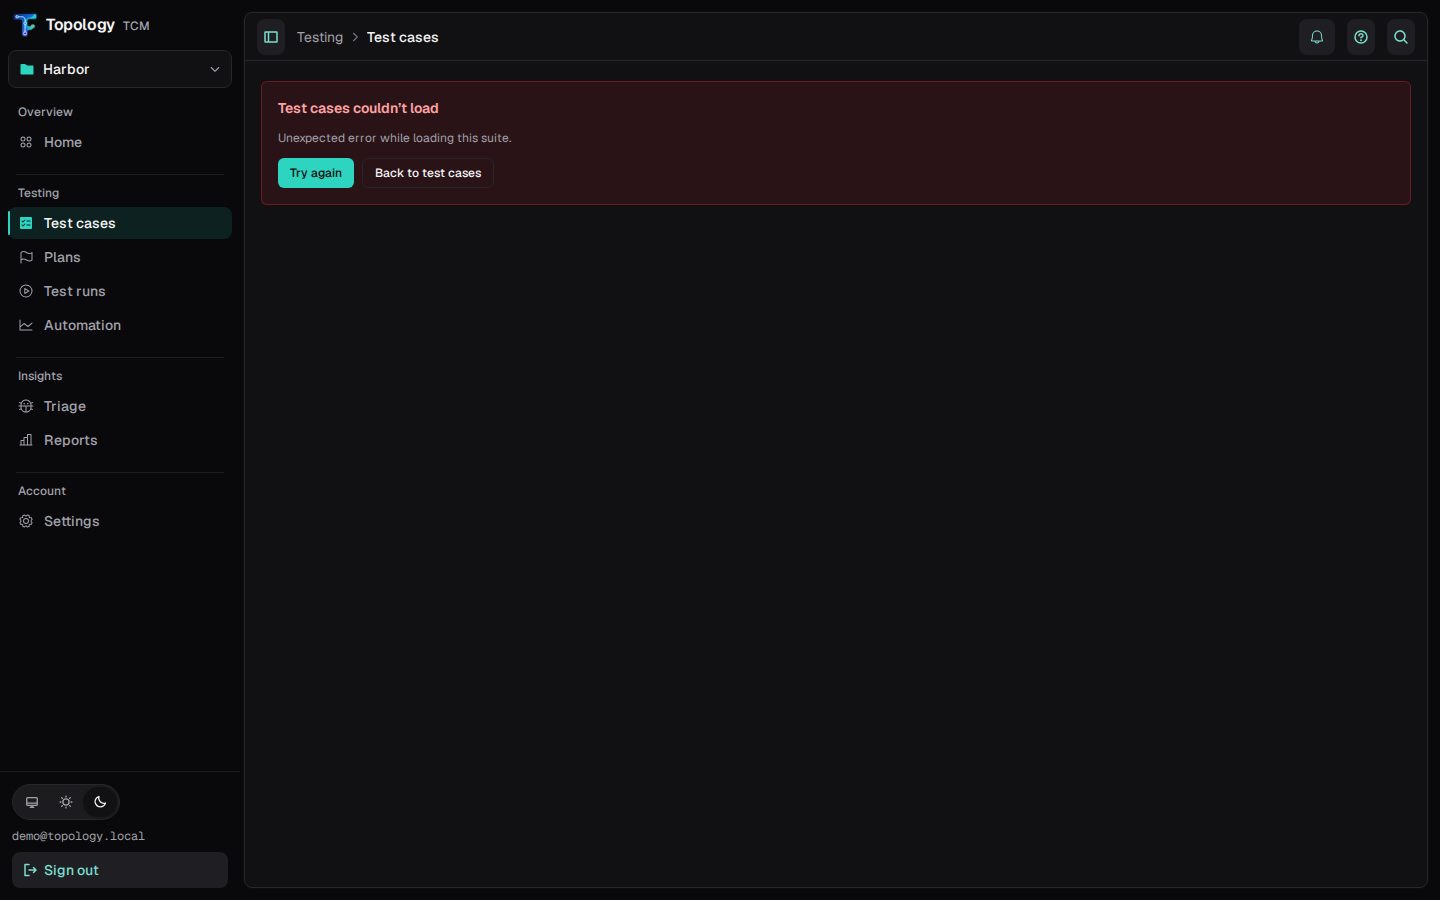 Topology TCM
Harbor
Overview
Home
Testing
Test cases
Plans
Test runs
Automation
Insights
Triage
Reports
Account
Settings
demo@topology.local
Sign out
Testing > Test cases
Test cases couldn't load
Unexpected error while loading this suite.
Try again Back to test cases